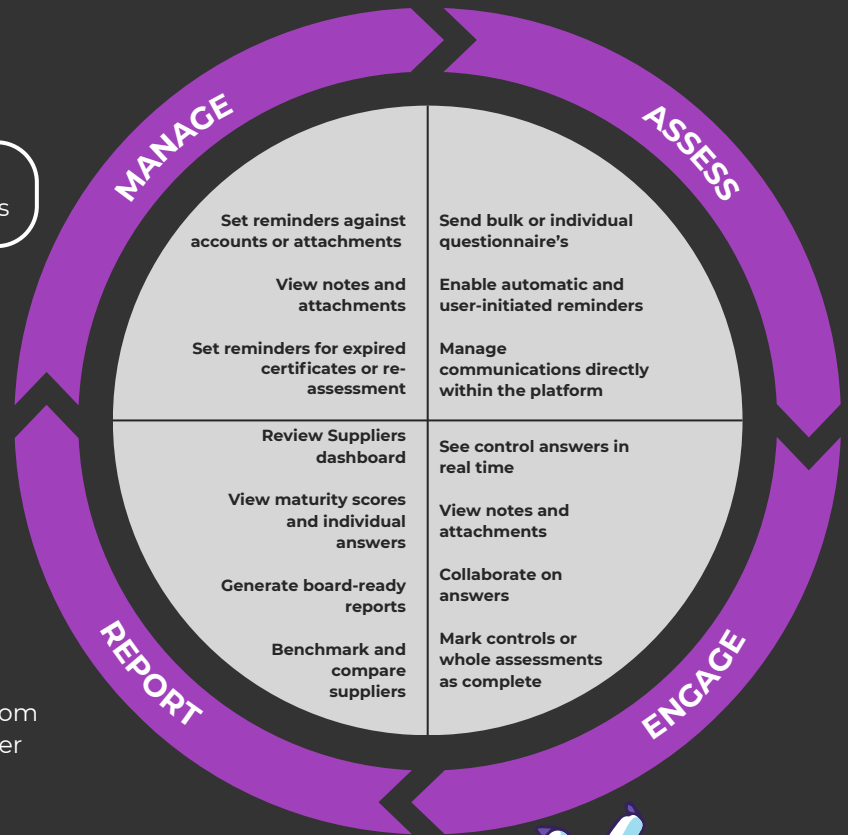 MANAGE
ASSESS
s
Set reminders against
accounts or attachments
View notes and
attachments
Set reminders for expired
certificates or re-
assessment
Send bulk or individual
questionnaire’s
Enable automatic and
user-initiated reminders
Manage
communications directly
within the platform
Review Suppliers
dashboard
View maturity scores
and individual
answers
Generate board-ready
reports
Benchmark and
compare
suppliers
See control answers in
real time
View notes and
attachments
Collaborate on
answers
Mark controls or
whole assessments
as complete
REPORT
ENGAGE
om
er